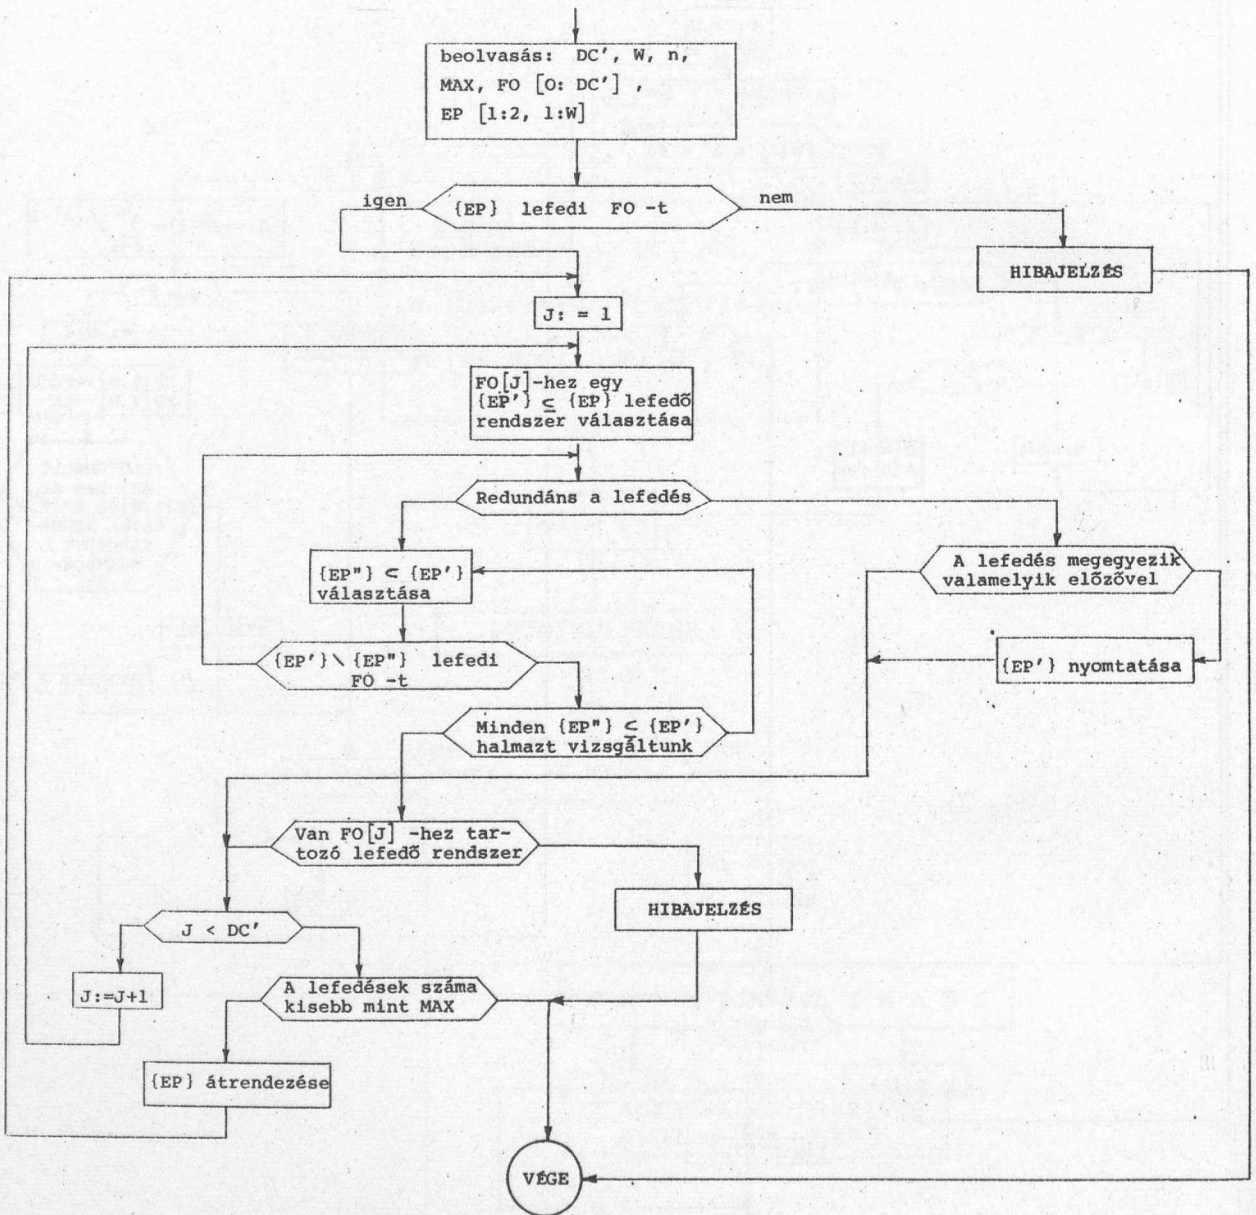 beolvasás: DC′, W, n,
MAX, FO [0: DC′] ,
EP [1:2, 1:W]
igen
{EP} lefedi FO -t
nem
HIBAJELZÉS
J: = 1
FO[J]-hez egy
{EP′} ⊆ {EP} lefedő
rendszer választása
Redundáns a lefedés
{EP"} ⊂ {EP′}
választása
A lefedés megegyezik
valamelyik előzővel
{EP′} \ {EP"} lefedi
FO -t
{EP′} nyomtatása
Minden {EP"} ⊆ {EP′}
halmazt vizsgáltunk
Van FO[J] -hez tar-
tozó lefedő rendszer
HIBAJELZÉS
J < DC′
J:=J+1
A lefedések száma
kisebb mint MAX
{EP} átrendezése
VÉGE